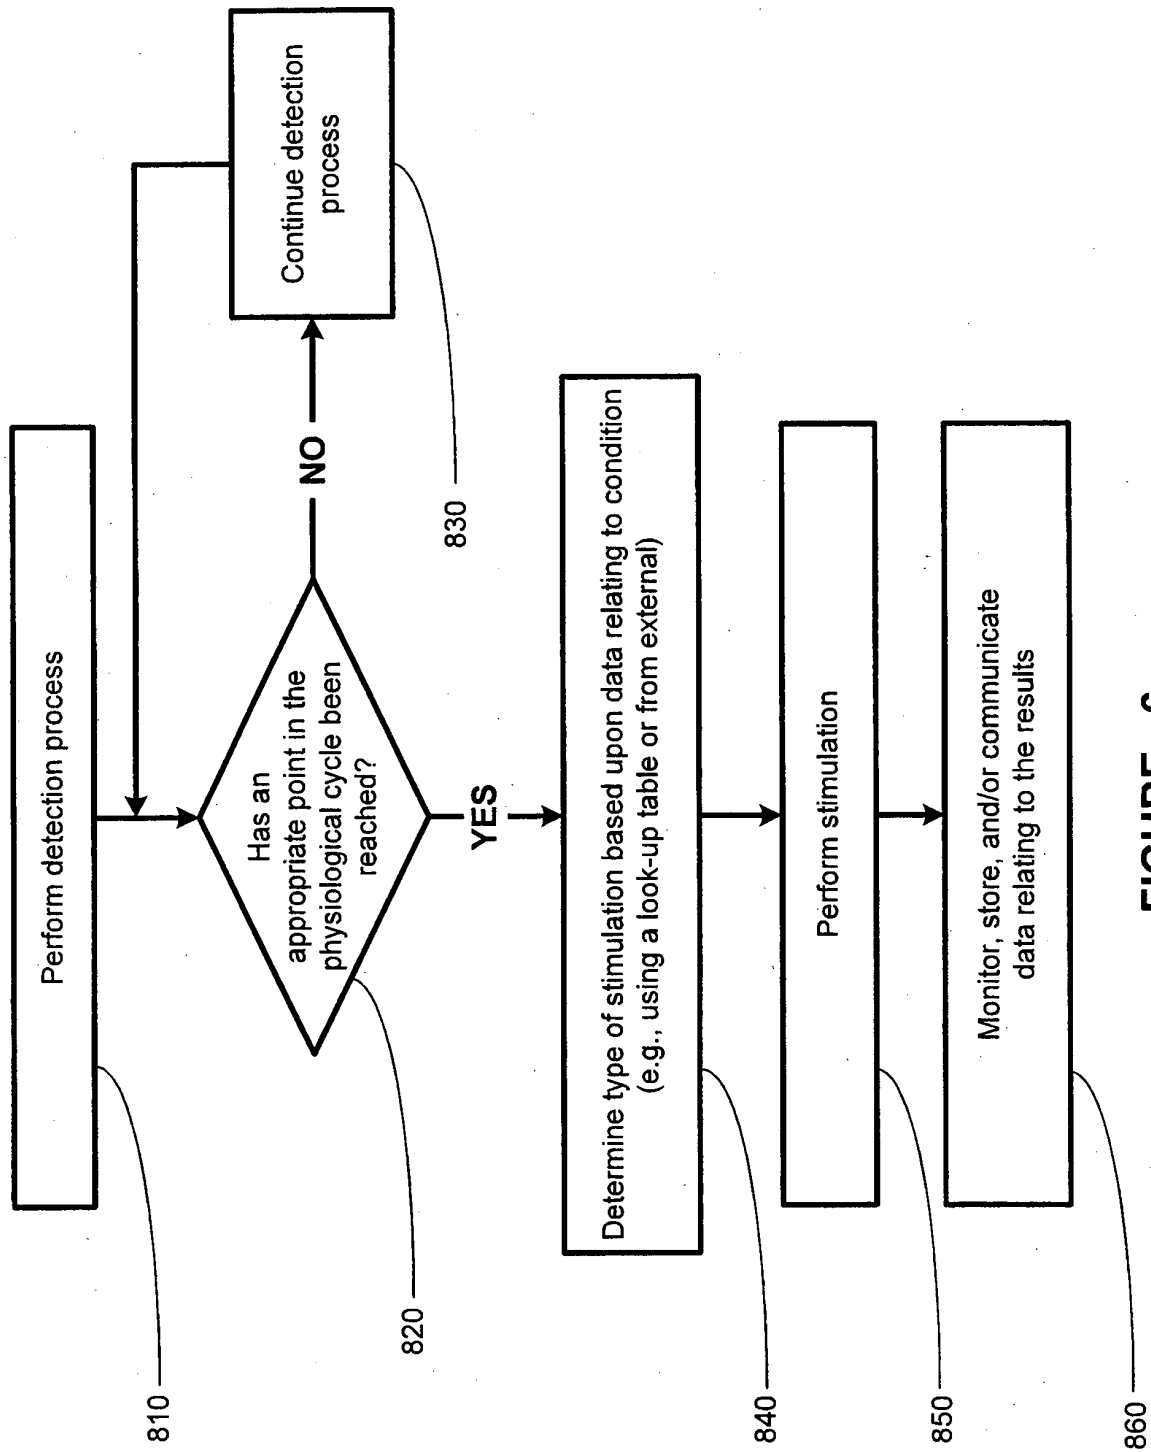 Perform detection process
810
Has an
appropriate point in the
physiological cycle been
reached?
820
NO
Continue detection
process
830
YES
Determine type of stimulation based upon data relating to condition
(e.g., using a look-up table or from external)
840
Perform stimulation
850
Monitor, store, and/or communicate
data relating to the results
860
FIGURE